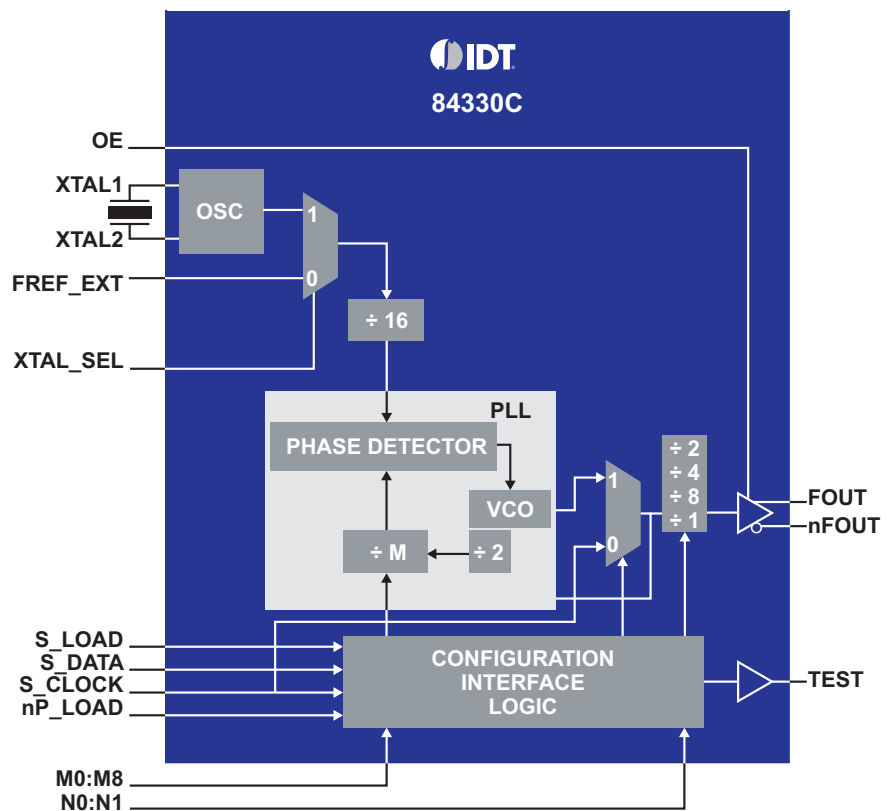 IDT
84330C
OE
XTAL1
OSC
1
XTAL2
FREF_EXT
0
÷ 16
XTAL_SEL
PLL
PHASE DETECTOR
÷ 2
÷ 4
÷ 8
÷ 1
1
VCO
FOUT
nFOUT
÷ M
÷ 2
0
S_LOAD
S_DATA
S_CLOCK
nP_LOAD
CONFIGURATION
INTERFACE
LOGIC
TEST
M0:M8
N0:N1